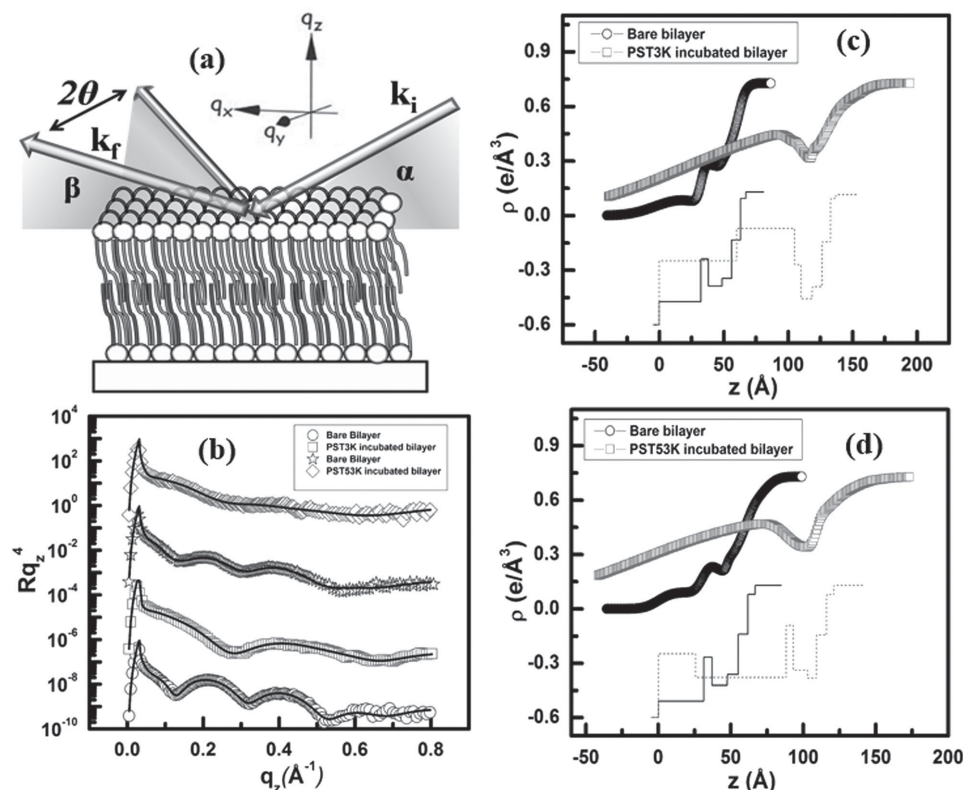 (a)
q_z
q_x
q_y
2θ
k_i
k_f
β
α
(b)
Bare Bilayer
PST3K incubated bilayer
Bare Bilayer
PST53K incubated bilayer
Rq_z^4
10^4
10^2
10^0
10^-2
10^-4
10^-6
10^-8
10^-10
0.0 0.2 0.4 0.6 0.8
q_z(Å^-1)
(c)
Bare bilayer
PST3K incubated bilayer
ρ (e/Å^3)
0.9
0.6
0.3
0.0
-0.3
-0.6
-50 0 50 100 150 200
z (Å)
(d)
Bare bilayer
PST53K incubated bilayer
ρ (e/Å^3)
0.9
0.6
0.3
0.0
-0.3
-0.6
-50 0 50 100 150 200
z (Å)